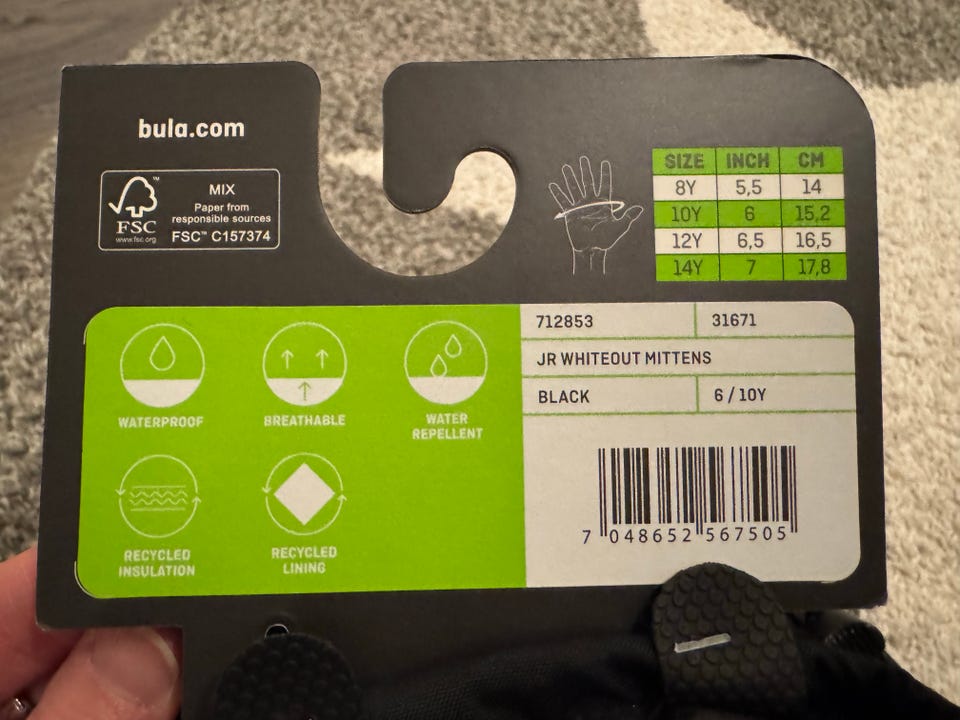 bula.com
FSC™
www.fsc.org
MIX
Paper from
responsible sources
FSC™ C157374
SIZE INCH CM
8Y 5,5 14
10Y 6 15,2
12Y 6,5 16,5
14Y 7 17,8
WATERPROOF
BREATHABLE
WATER
REPELLENT
RECYCLED
INSULATION
RECYCLED
LINING
712853 31671
JR WHITEOUT MITTENS
BLACK 6 / 10Y
7 048652 567505